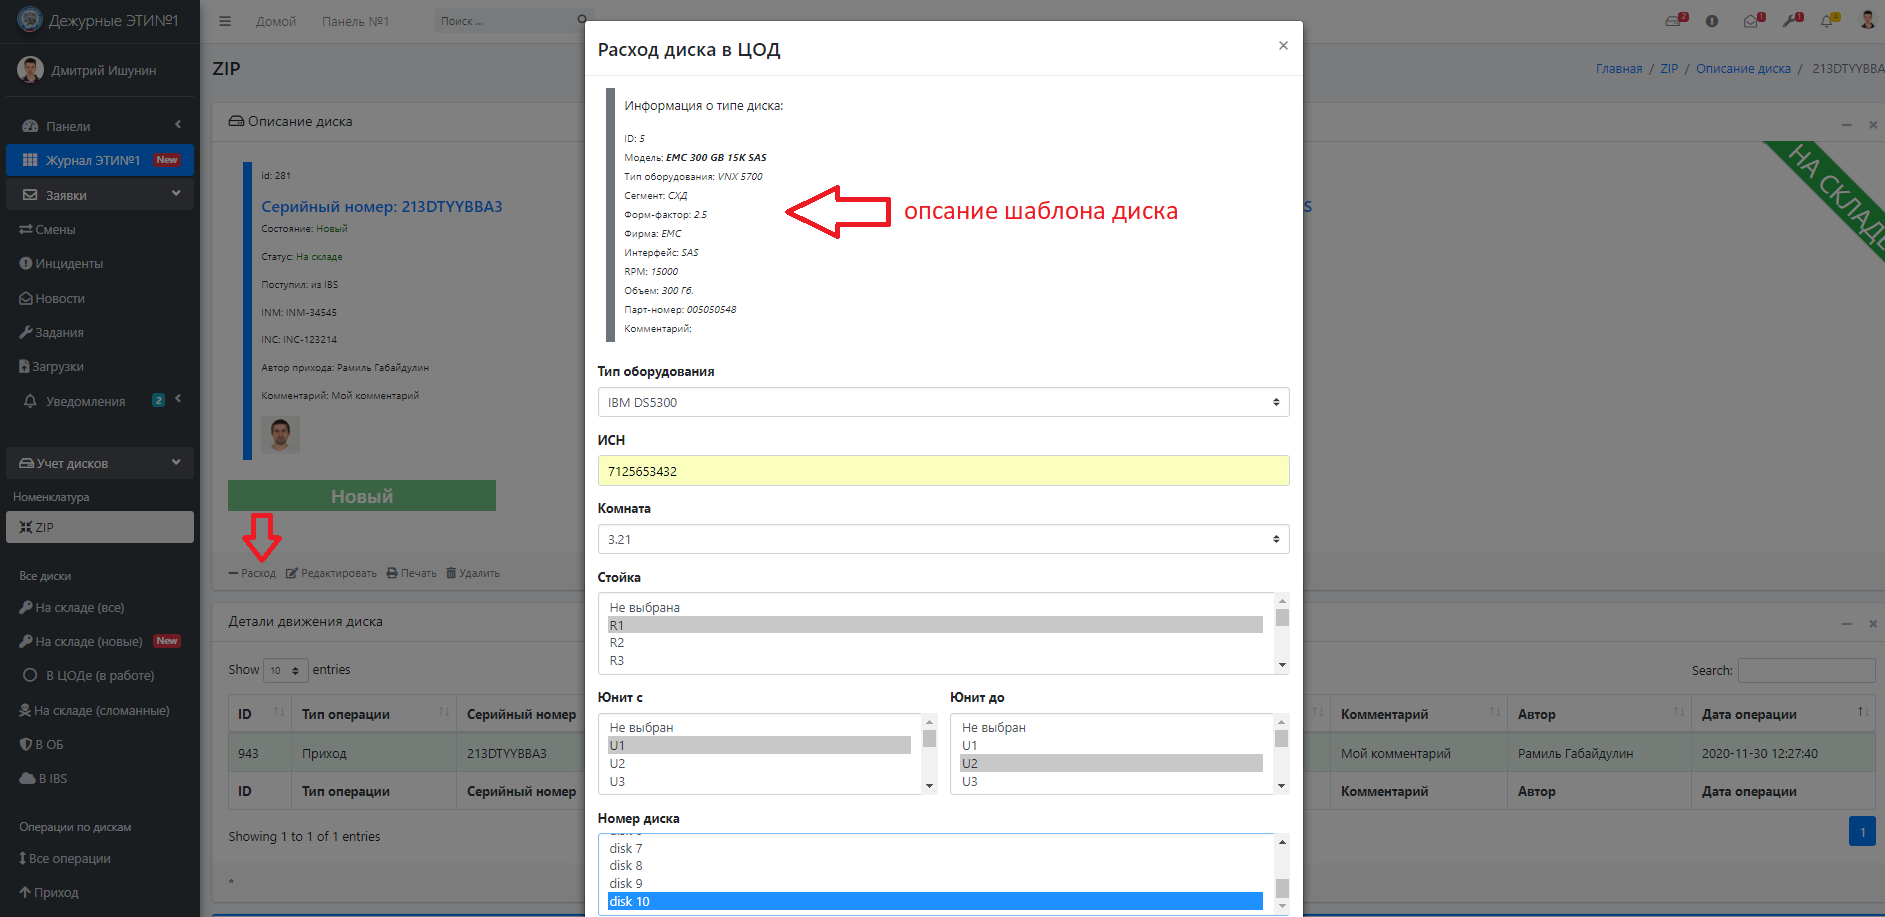 Дежурные ЭТИ№1
Домой
Панель №1
Поиск ...
2
1
1
4
Дмитрий Ишунин
Панели
Журнал ЭТИ№1 New
Заявки
Смены
Инциденты
Новости
Задания
Загрузки
Уведомления 2
Учет дисков
Номенклатура
ZIP
Все диски
На складе (все)
На складе (новые) New
В ЦОДе (в работе)
На складе (сломанные)
В ОБ
В IBS
Операции по дискам
Все операции
Приход
ZIP
Главная / ZIP / Описание диска / 213DTYYBBA
Описание диска
id: 281
Серийный номер: 213DTYYBBA3
Состояние: Новый
Статус: На складе
Поступил: из IBS
INM: INM-34545
INC: INC-123214
Автор прихода: Рамиль Габайдулин
Комментарий: Мой комментарий
Новый
Расход Редактировать Печать Удалить
S
НА СКЛАДЕ
Детали движения диска
Show 10 entries
Search:
ID Тип операции Серийный номер Комментарий Автор Дата операции
943 Приход 213DTYYBBA3 Мой комментарий Рамиль Габайдулин 2020-11-30 12:27:40
ID Тип операции Серийный номер Комментарий Автор Дата операции
Showing 1 to 1 of 1 entries
1
*
Расход диска в ЦОД
×
Информация о типе диска:
ID: 5
Модель: EMC 300 GB 15K SAS
Тип оборудования: VNX 5700
Сегмент: СХД
Форм-фактор: 2.5
Фирма: EMC
Интерфейс: SAS
RPM: 15000
Объем: 300 Гб.
Парт-номер: 005050548
Комментарий:
опсание шаблона диска
Тип оборудования
IBM DS5300
ИСН
7125653432
Комната
3.21
Стойка
Не выбрана
R1
R2
R3
Юнит с
Не выбран
U1
U2
U3
Юнит до
Не выбран
U1
U2
U3
Номер диска
disk 7
disk 8
disk 9
disk 10